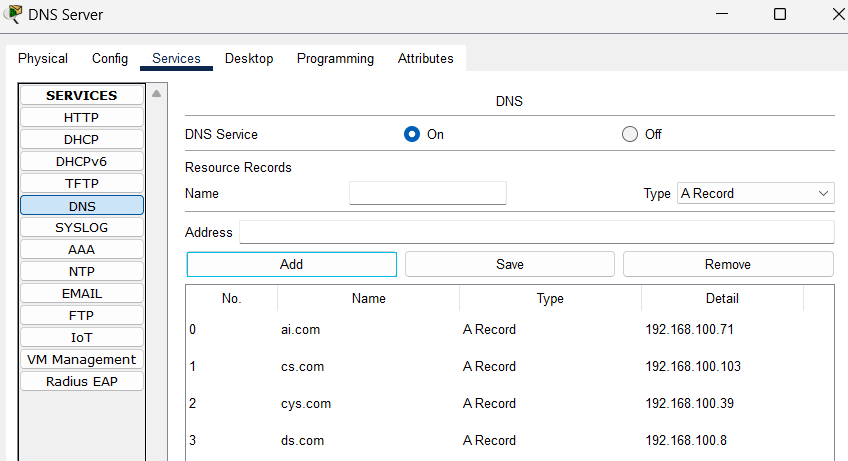 DNS Server
Physical Config Services Desktop Programming Attributes
SERVICES
HTTP
DHCP
DHCPv6
TFTP
DNS
SYSLOG
AAA
NTP
EMAIL
FTP
IoT
VM Management
Radius EAP
DNS
DNS Service On Off
Resource Records
Name Type A Record
Address
Add Save Remove
No. Name Type Detail
0 ai.com A Record 192.168.100.71
1 cs.com A Record 192.168.100.103
2 cys.com A Record 192.168.100.39
3 ds.com A Record 192.168.100.8